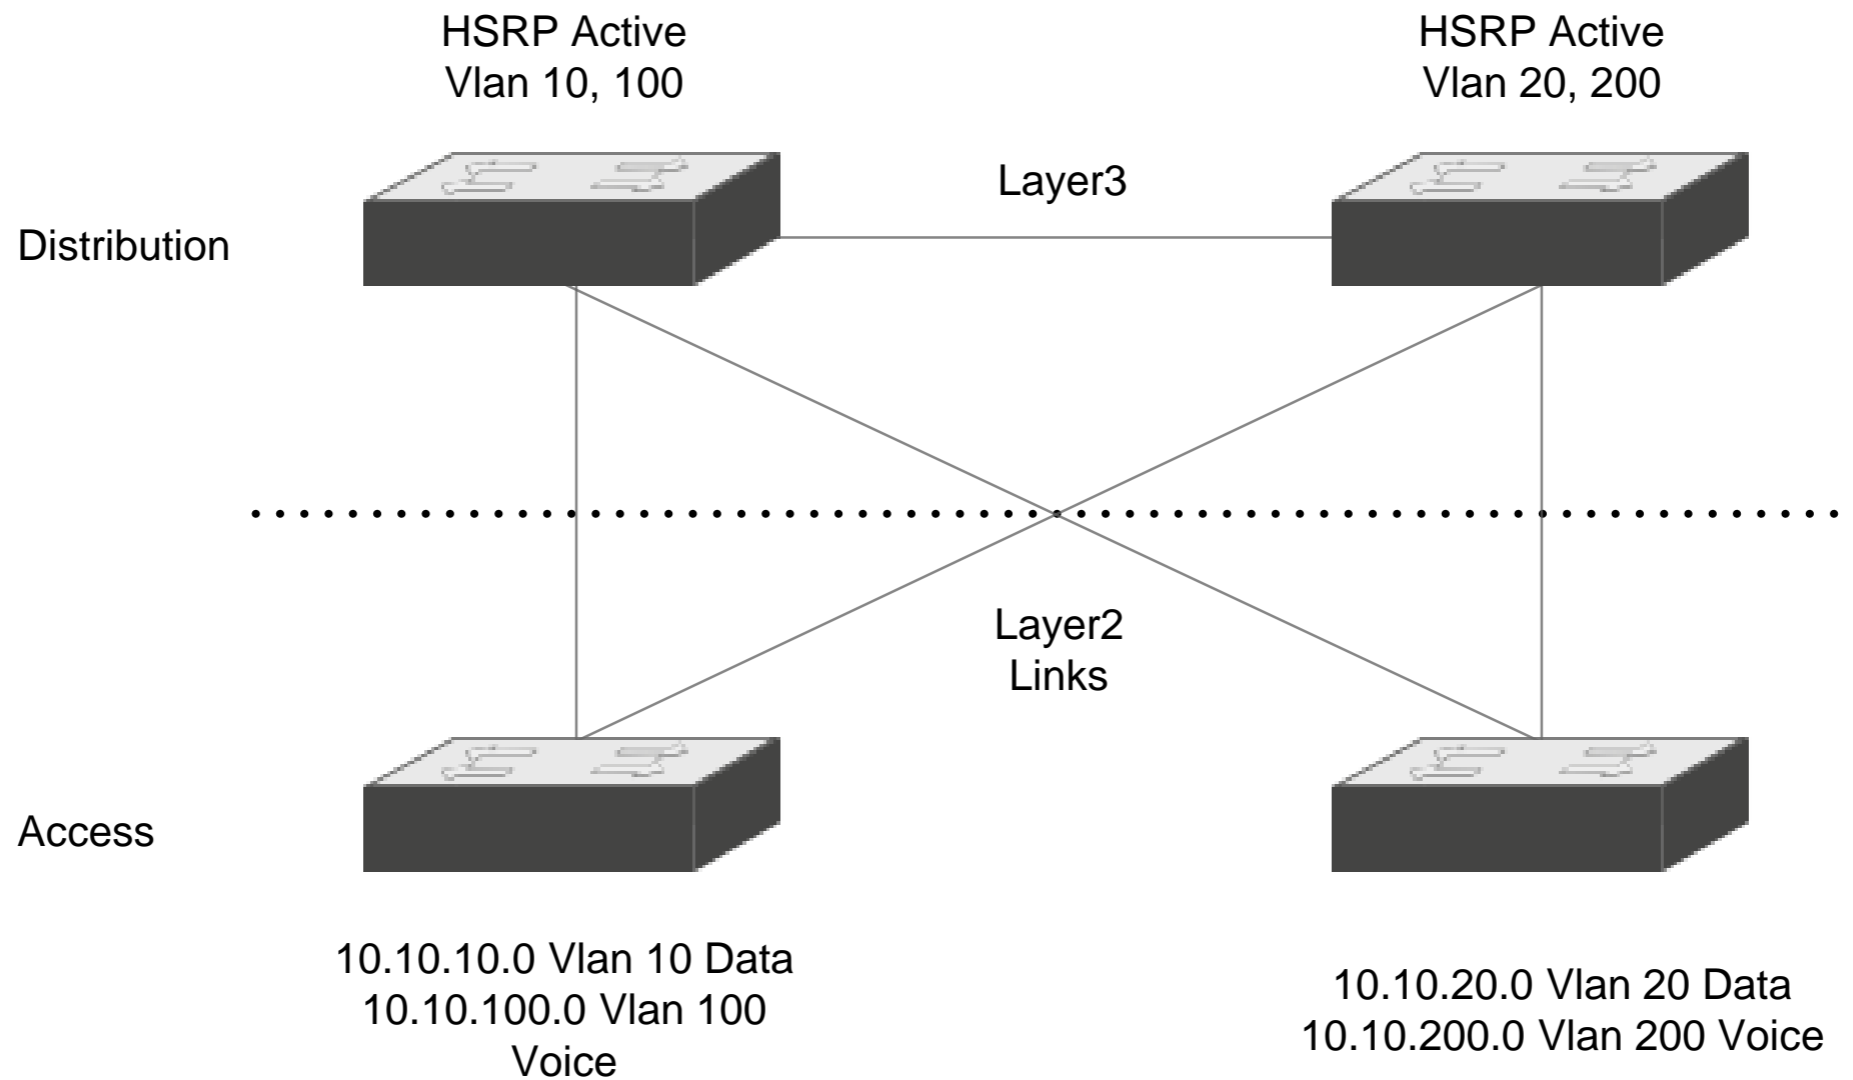 HSRP Active
Vlan 10, 100
HSRP Active
Vlan 20, 200
Layer3
Distribution
Layer2
Links
Access
10.10.10.0 Vlan 10 Data
10.10.100.0 Vlan 100
Voice
10.10.20.0 Vlan 20 Data
10.10.200.0 Vlan 200 Voice